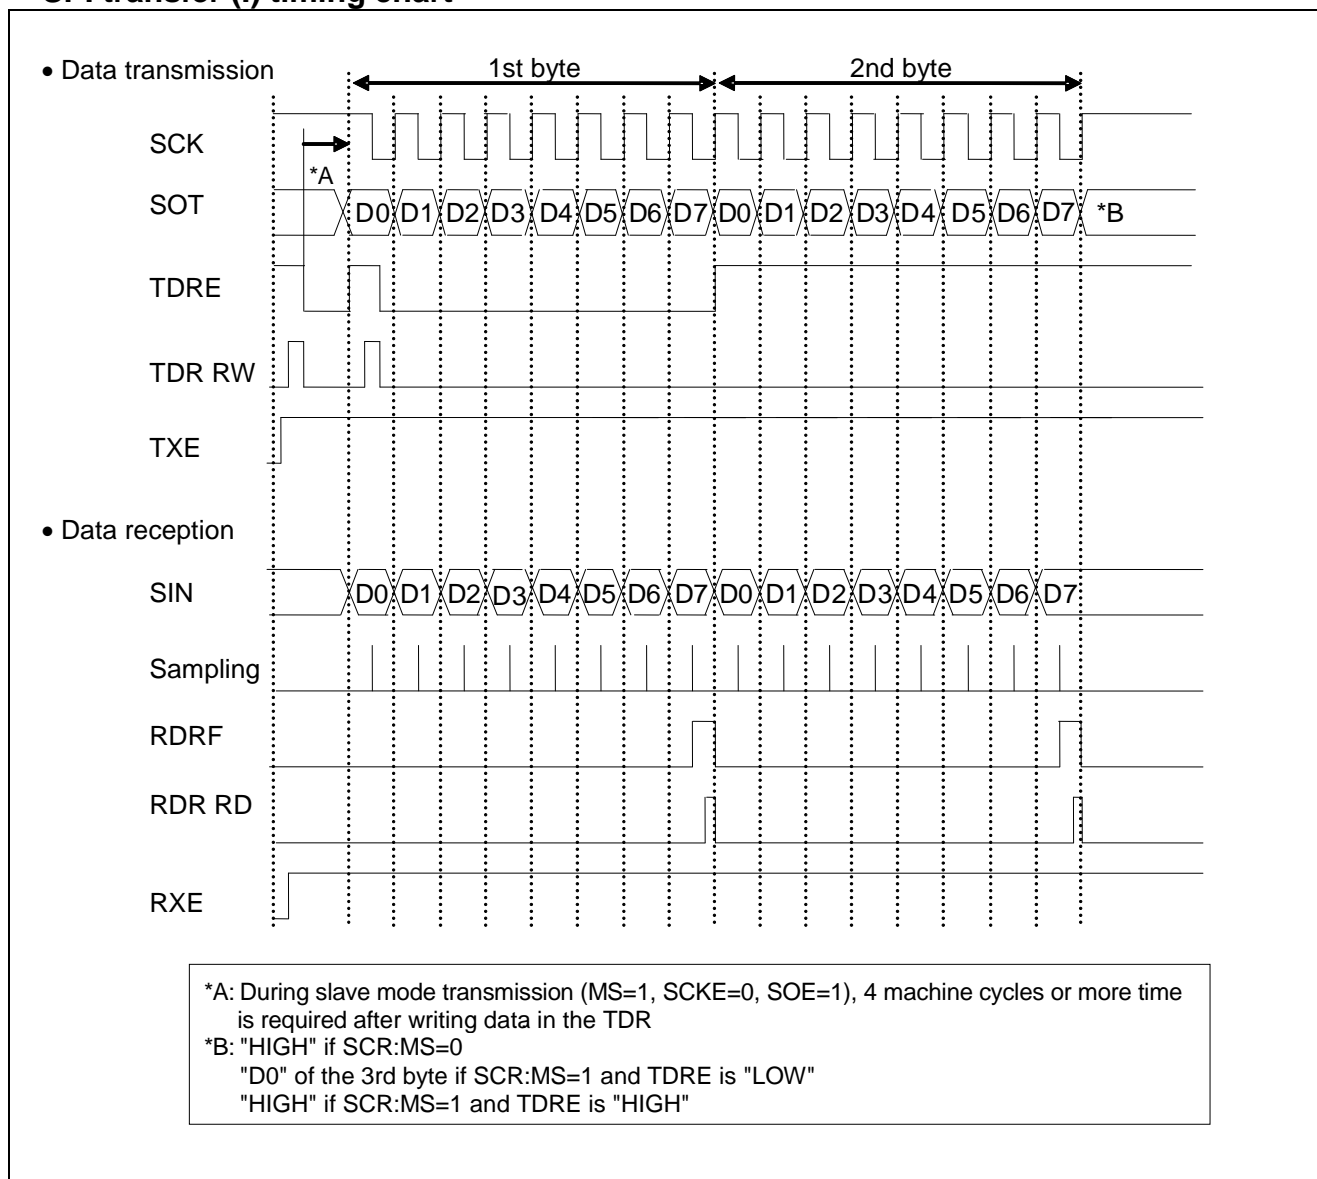 • Data transmission
1st byte
2nd byte
SCK
*A
SOT
D0 D1 D2 D3 D4 D5 D6 D7 D0 D1 D2 D3 D4 D5 D6 D7 *B
TDRE
TDR RW
TXE
• Data reception
SIN
D0 D1 D2 D3 D4 D5 D6 D7 D0 D1 D2 D3 D4 D5 D6 D7
Sampling
RDRF
RDR RD
RXE
*A: During slave mode transmission (MS=1, SCKE=0, SOE=1), 4 machine cycles or more time
is required after writing data in the TDR
*B: "HIGH" if SCR:MS=0
"D0" of the 3rd byte if SCR:MS=1 and TDRE is "LOW"
"HIGH" if SCR:MS=1 and TDRE is "HIGH"